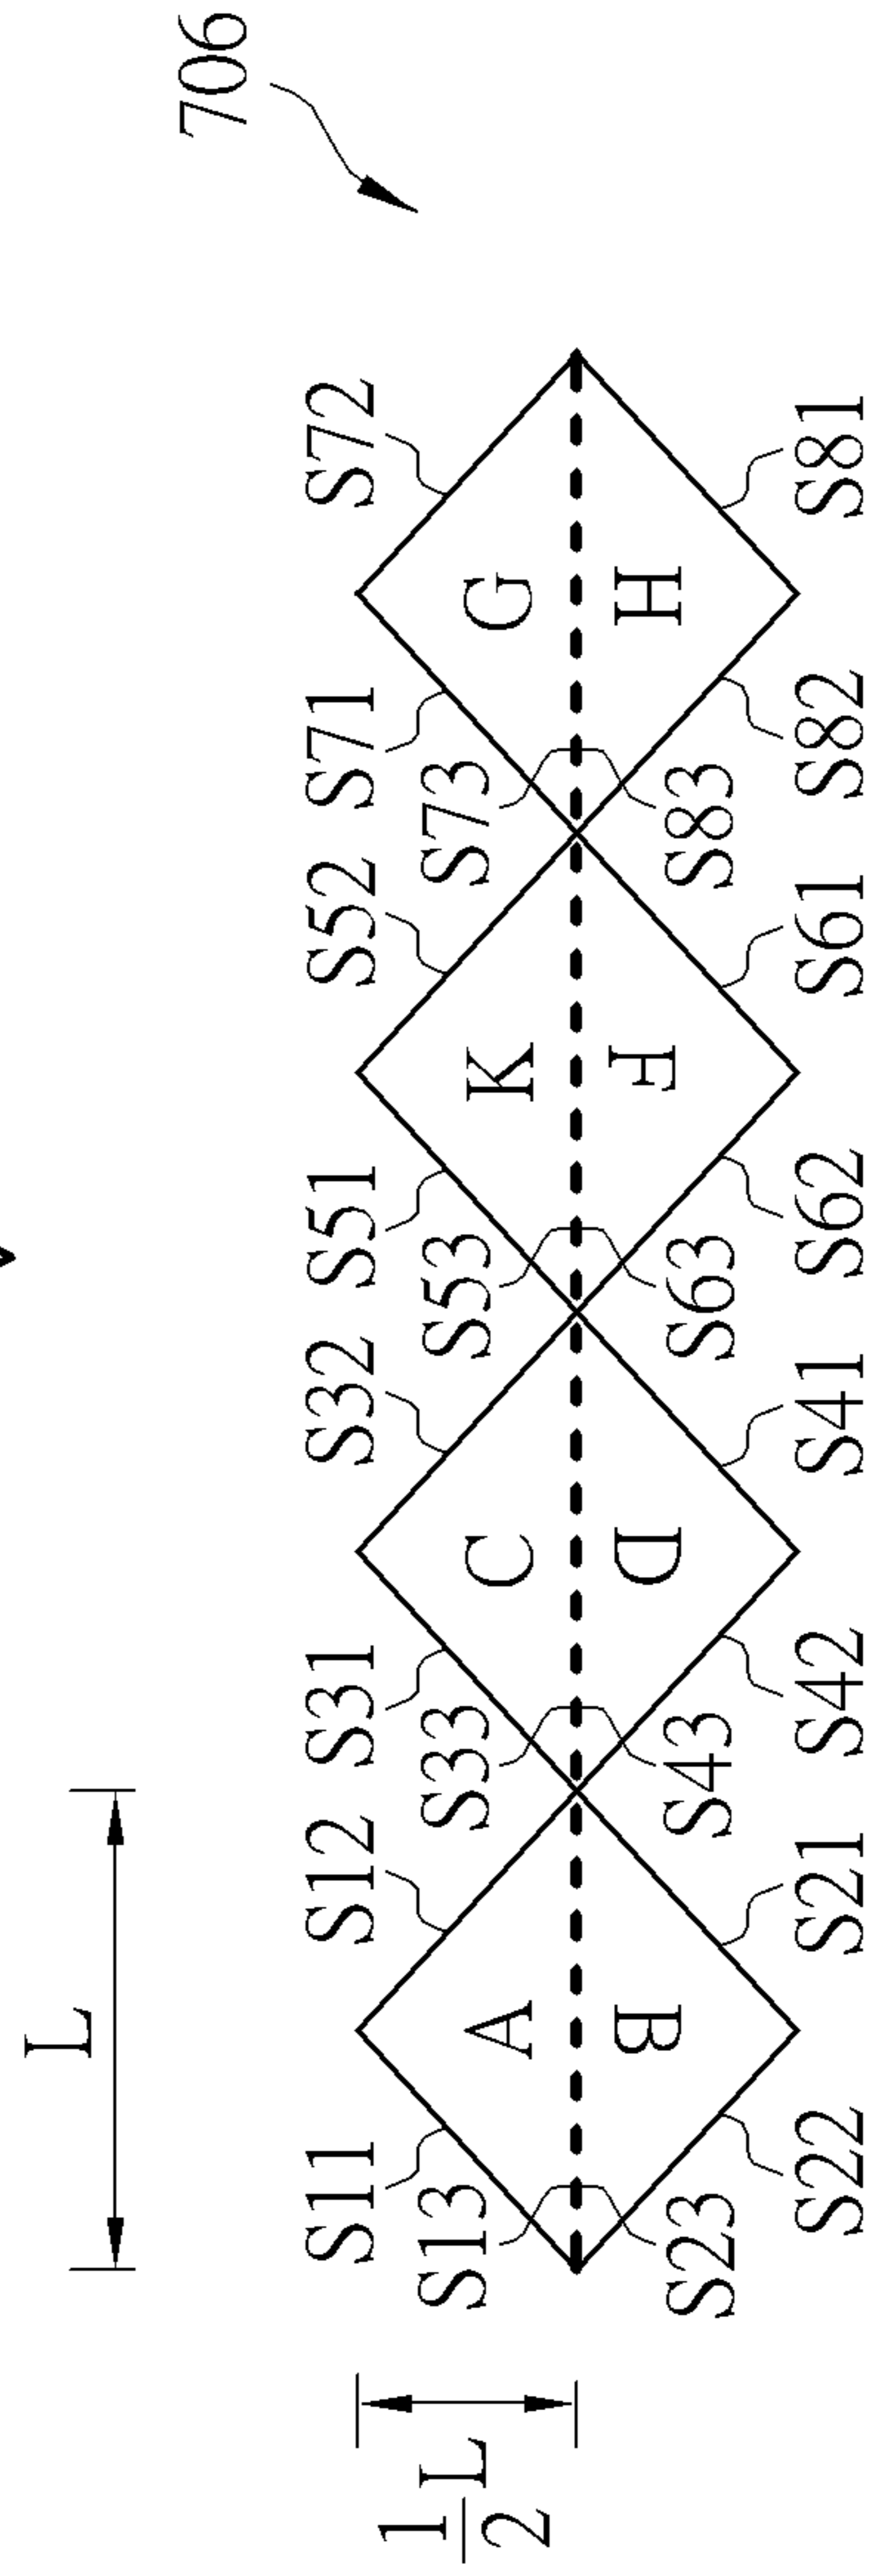 L
706
S11 S12 S31 S32 S51 S52 S71 S72
1/2 L
S13 S33 S53 S73
A C K G
B D F H
S23 S43 S63 S83
S22 S21 S42 S41 S62 S61 S82 S81